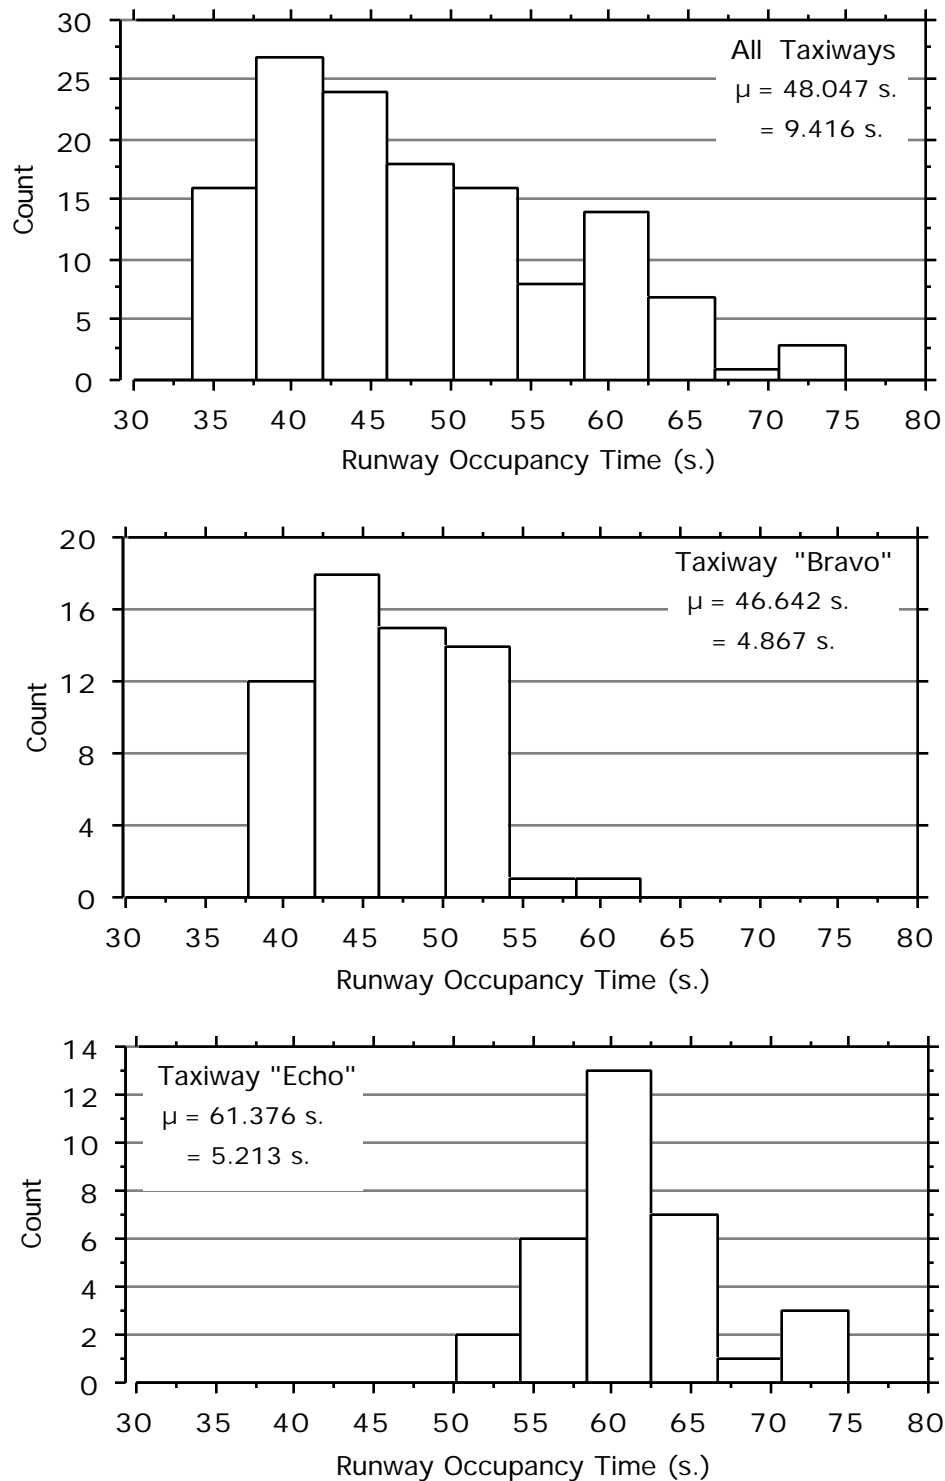 30
25
20
15
10
5
0
Count
All Taxiways
µ = 48.047 s.
= 9.416 s.
30 35 40 45 50 55 60 65 70 75 80
Runway Occupancy Time (s.)
20
16
12
8
4
0
Count
Taxiway "Bravo"
µ = 46.642 s.
= 4.867 s.
30 35 40 45 50 55 60 65 70 75 80
Runway Occupancy Time (s.)
14
12
10
8
6
4
2
0
Count
Taxiway "Echo"
µ = 61.376 s.
= 5.213 s.
30 35 40 45 50 55 60 65 70 75 80
Runway Occupancy Time (s.)